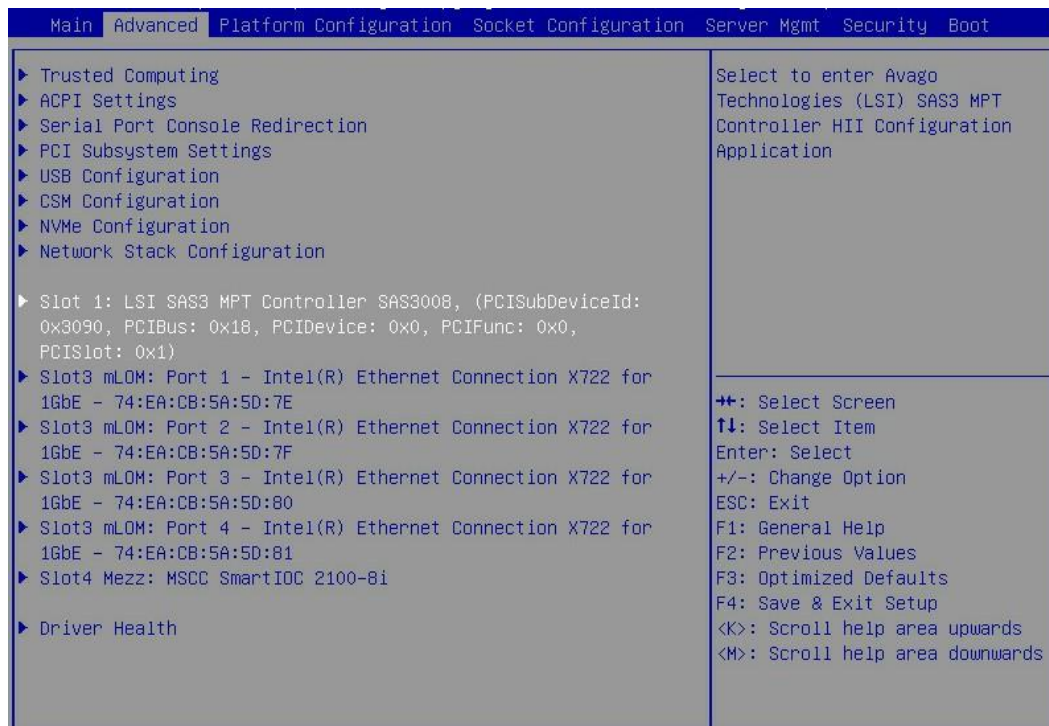 Main Advanced Platform Configuration Socket Configuration Server Mgmt Security Boot
▶ Trusted Computing
▶ ACPI Settings
▶ Serial Port Console Redirection
▶ PCI Subsystem Settings
▶ USB Configuration
▶ CSM Configuration
▶ NVMe Configuration
▶ Network Stack Configuration
▶ Slot 1: LSI SAS3 MPT Controller SAS3008, (PCISubDeviceId:
0x3090, PCIBus: 0x18, PCIDevice: 0x0, PCIFunc: 0x0,
PCISlot: 0x1)
▶ Slot3 mLOM: Port 1 - Intel(R) Ethernet Connection X722 for
1GbE - 74:EA:CB:5A:5D:7E
▶ Slot3 mLOM: Port 2 - Intel(R) Ethernet Connection X722 for
1GbE - 74:EA:CB:5A:5D:7F
▶ Slot3 mLOM: Port 3 - Intel(R) Ethernet Connection X722 for
1GbE - 74:EA:CB:5A:5D:80
▶ Slot3 mLOM: Port 4 - Intel(R) Ethernet Connection X722 for
1GbE - 74:EA:CB:5A:5D:81
▶ Slot4 Mezz: MSCC SmartIOC 2100-8i
▶ Driver Health
Select to enter Avago
Technologies (LSI) SAS3 MPT
Controller HII Configuration
Application
→←: Select Screen
↑↓: Select Item
Enter: Select
+/-: Change Option
ESC: Exit
F1: General Help
F2: Previous Values
F3: Optimized Defaults
F4: Save & Exit Setup
<K>: Scroll help area upwards
<M>: Scroll help area downwards